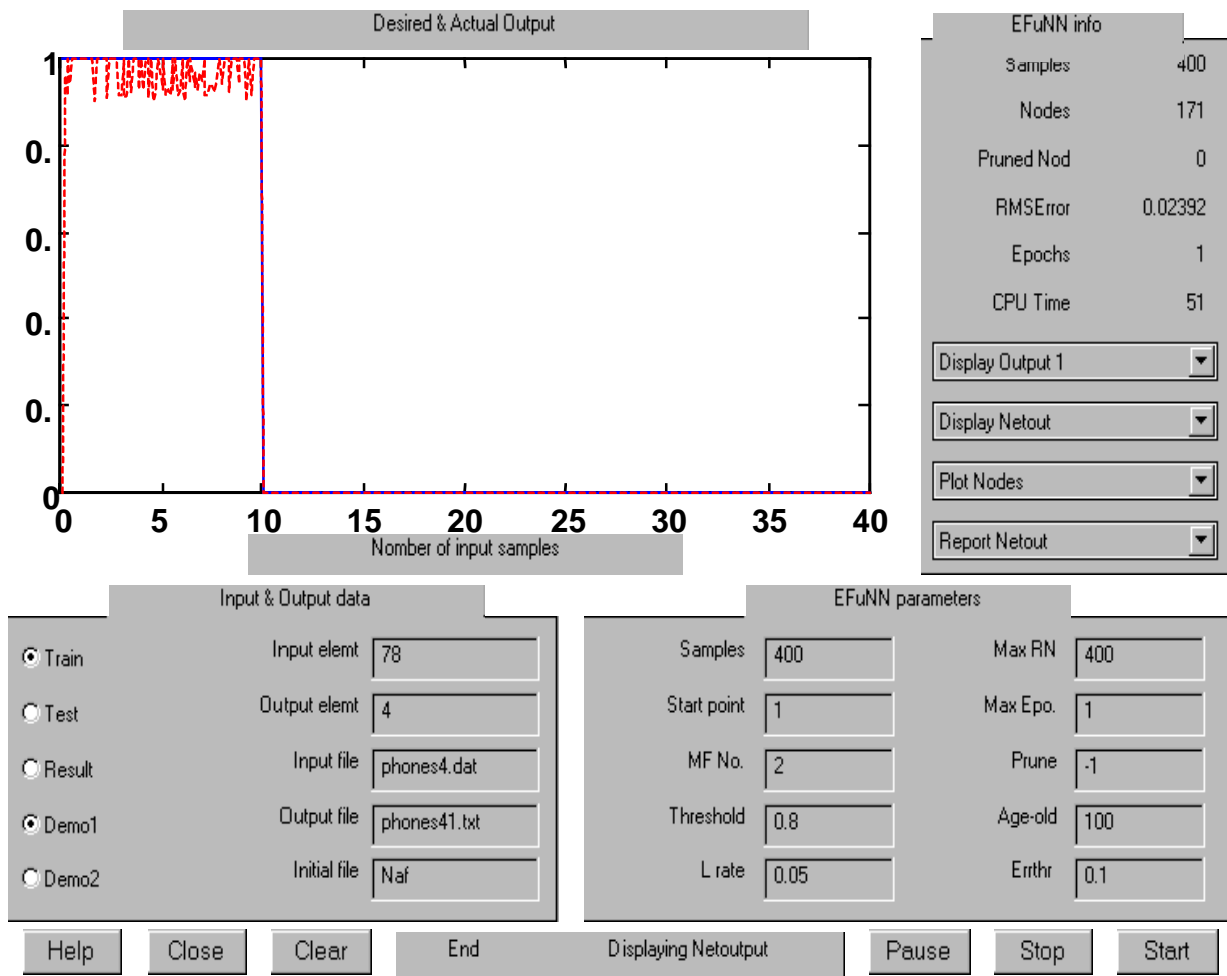 Desired & Actual Output
1
0.
0.
0.
0.
0
0 5 10 15 20 25 30 35 40
Nomber of input samples
EFuNN info
Samples 400
Nodes 171
Pruned Nod 0
RMSError 0.02392
Epochs 1
CPU Time 51
Display Output 1
Display Netout
Plot Nodes
Report Netout
Input & Output data
Train
Test
Result
Demo1
Demo2
Input elemt 78
Output elemt 4
Input file phones4.dat
Output file phones41.txt
Initial file Naf
EFuNN parameters
Samples 400
Start point 1
MF No. 2
Threshold 0.8
L rate 0.05
Max RN 400
Max Epo. 1
Prune -1
Age-old 100
Errthr 0.1
Help Close Clear End Displaying Netoutput Pause Stop Start